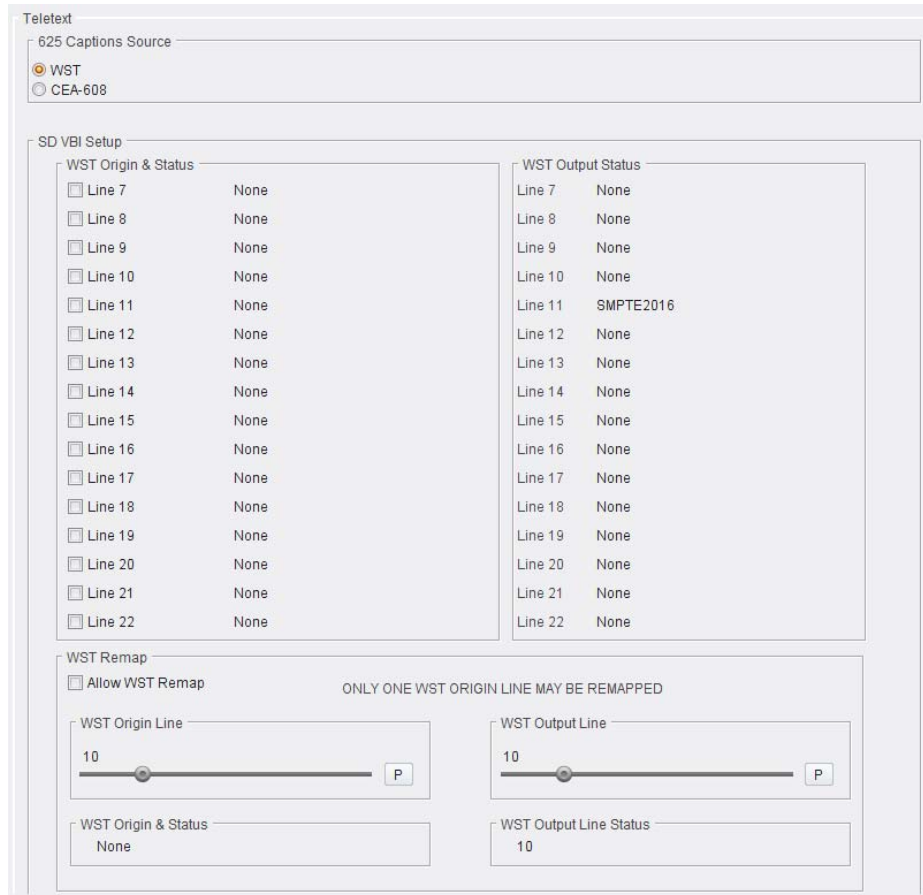 Teletext
625 Captions Source
WST
CEA-608
SD VBI Setup
WST Origin & Status
Line 7 None
Line 8 None
Line 9 None
Line 10 None
Line 11 None
Line 12 None
Line 13 None
Line 14 None
Line 15 None
Line 16 None
Line 17 None
Line 18 None
Line 19 None
Line 20 None
Line 21 None
Line 22 None
WST Output Status
Line 7 None
Line 8 None
Line 9 None
Line 10 None
Line 11 SMPTE2016
Line 12 None
Line 13 None
Line 14 None
Line 15 None
Line 16 None
Line 17 None
Line 18 None
Line 19 None
Line 20 None
Line 21 None
Line 22 None
WST Remap
Allow WST Remap
ONLY ONE WST ORIGIN LINE MAY BE REMAPPED
WST Origin Line
10
P
WST Output Line
10
P
WST Origin & Status
None
WST Output Line Status
10